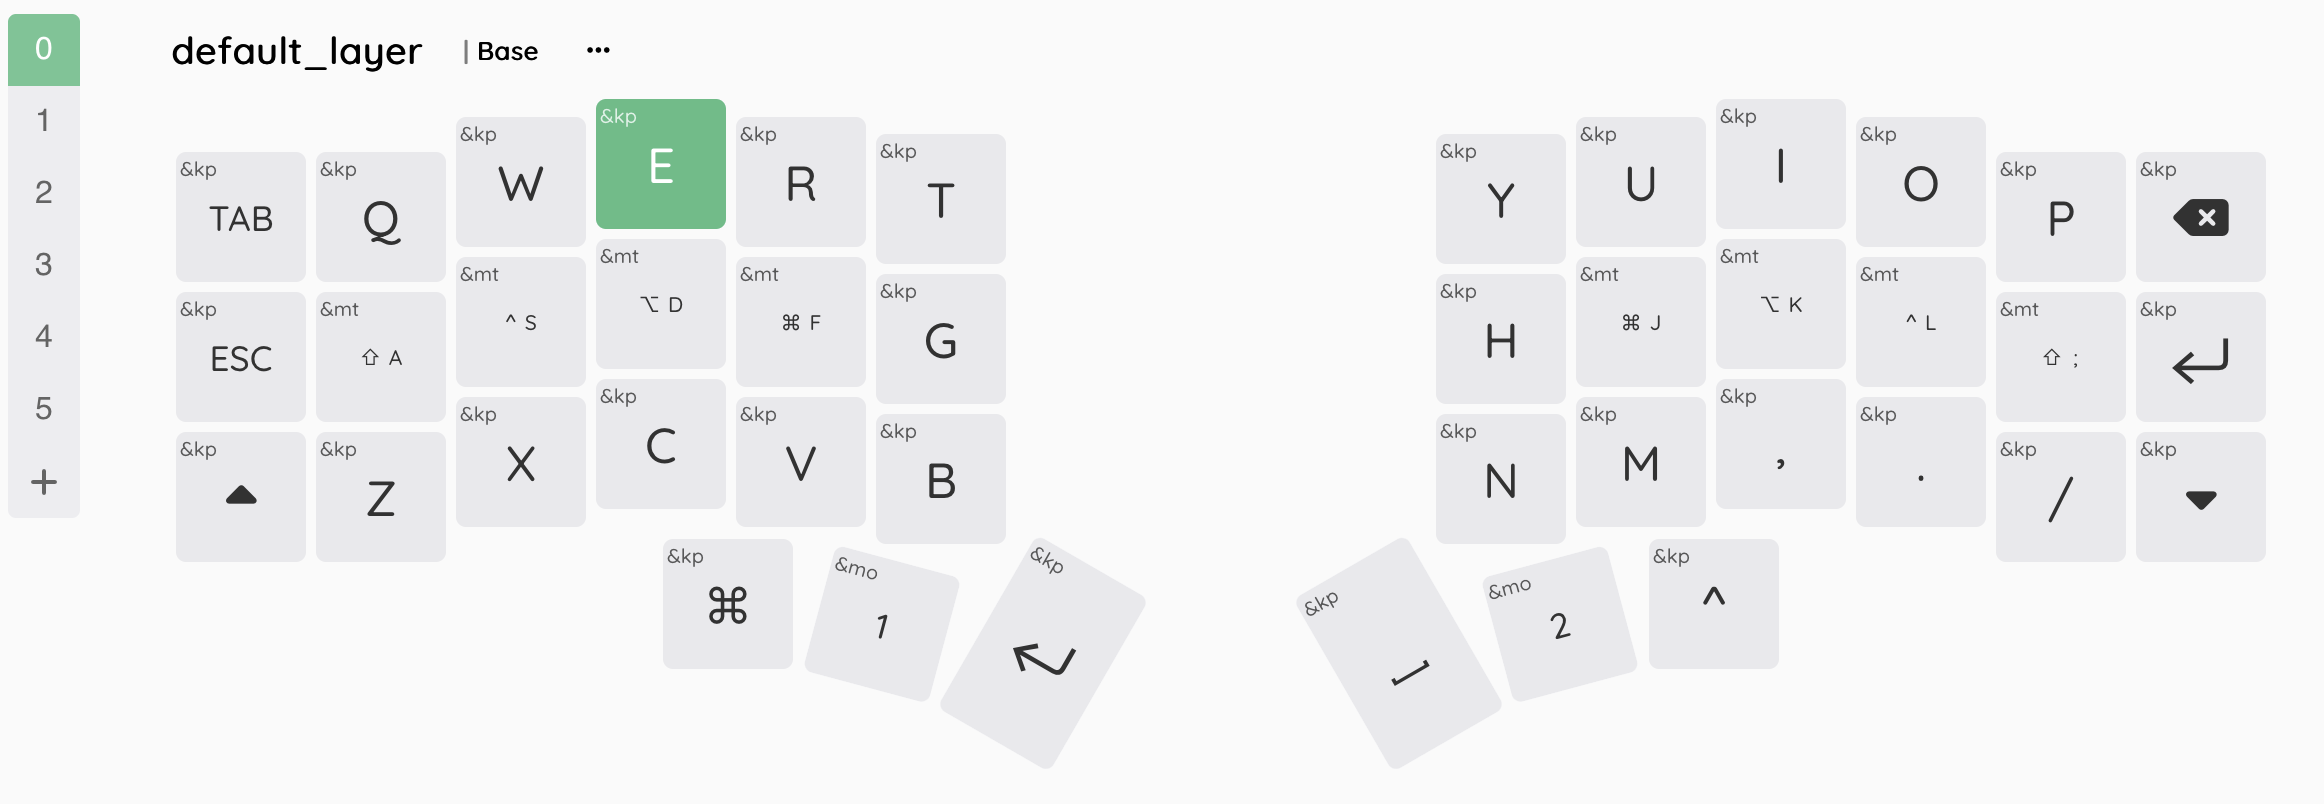 0
1
2
3
4
5
+
default_layer | Base ...
&kp TAB &kp Q &kp W &kp E &kp R &kp T &kp Y &kp U &kp I &kp O &kp P &kp
&kp ESC &mt ⇧ A &mt ^ S &mt ⌥ D &mt ⌘ F &kp G &kp H &mt ⌘ J &mt ⌥ K &mt ^ L &mt ⇧ ; &kp
&kp &kp Z &kp X &kp C &kp V &kp B &kp N &kp M &kp , &kp . &kp / &kp
&kp ⌘ &mo 1 &kp &kp &mo 2 &kp ^